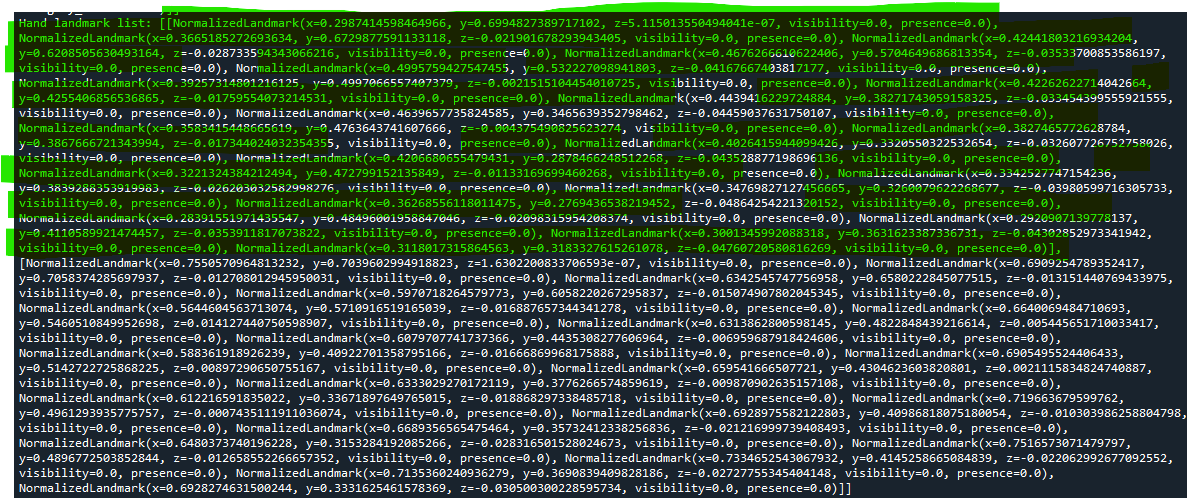 Hand landmark list: [[NormalizedLandmark(x=0.2987414598464966, y=0.6994827389717102, z=5.115013550494041e-07, visibility=0.0, presence=0.0),
NormalizedLandmark(x=0.3665185272693634, y=0.6729877591133118, z=-0.021901678293943405, visibility=0.0, presence=0.0), NormalizedLandmark(x=0.42441803216934204,
y=0.6208505630493164, z=-0.028733594343066216, visibility=0.0, presence=0.0), NormalizedLandmark(x=0.4676266610622406, y=0.5704649686813354, z=-0.03533700853586197,
visibility=0.0, presence=0.0), NormalizedLandmark(x=0.4995759427547455, y=0.532227098941803, z=-0.04167667403817177, visibility=0.0, presence=0.0),
NormalizedLandmark(x=0.39257314801216125, y=0.4997066557407379, z=-0.0021515104454010725, visibility=0.0, presence=0.0), NormalizedLandmark(x=0.4226262271404266​4,
y=0.4255406856536865, z=-0.01759554073214531, visibility=0.0, presence=0.0), NormalizedLandmark(x=0.4439416229724884, y=0.38271743059158325, z=-0.033454399555921555,
visibility=0.0, presence=0.0), NormalizedLandmark(x=0.4639657735824585, y=0.3465639352798462, z=-0.04459037631750107, visibility=0.0, presence=0.0),
NormalizedLandmark(x=0.3583415448665619, y=0.4763643741607666, z=-0.004375490825623274, visibility=0.0, presence=0.0), NormalizedLandmark(x=0.3827465772628784,
y=0.3867666721343994, z=-0.017344024032354355, visibility=0.0, presence=0.0), NormalizedLandmark(x=0.4026415944099426, y=0.3320550322532654, z=-0.032607726752758026,
visibility=0.0, presence=0.0), NormalizedLandmark(x=0.4206680655479431, y=0.2878466248512268, z=-0.043528877198696136, visibility=0.0, presence=0.0),
NormalizedLandmark(x=0.3221324384212494, y=0.472799152135849, z=-0.01133169699460268, visibility=0.0, presence=0.0), NormalizedLandmark(x=0.3342527747154236,
y=0.3839288353919983, z=-0.026203032582998276, visibility=0.0, presence=0.0), NormalizedLandmark(x=0.34769827127456665, y=0.3260079622268677, z=-0.03980599716305733,
visibility=0.0, presence=0.0), NormalizedLandmark(x=0.36268556118011475, y=0.2769436538219452, z=-0.04864254221320152, visibility=0.0, presence=0.0),
NormalizedLandmark(x=0.28391551971435547, y=0.48496001958847046, z=-0.02098315954208374, visibility=0.0, presence=0.0), NormalizedLandmark(x=0.2920907139778137,
y=0.4110589921474457, z=-0.0353911817073822, visibility=0.0, presence=0.0), NormalizedLandmark(x=0.3001345992088318, y=0.3631623387336731, z=-0.04302852973341942,
visibility=0.0, presence=0.0), NormalizedLandmark(x=0.3118017315864563, y=0.3183327615261078, z=-0.04760720580816269, visibility=0.0, presence=0.0)],
[NormalizedLandmark(x=0.7550570964813232, y=0.7039602994918823, z=1.6302200833706593e-07, visibility=0.0, presence=0.0), NormalizedLandmark(x=0.6909254789352417,
y=0.7058374285697937, z=-0.012708012945950031, visibility=0.0, presence=0.0), NormalizedLandmark(x=0.6342545747756958, y=0.6580222845077515, z=-0.013151440769433975,
visibility=0.0, presence=0.0), NormalizedLandmark(x=0.5970718264579773, y=0.6058220267295837, z=-0.015074907802045345, visibility=0.0, presence=0.0),
NormalizedLandmark(x=0.5644604563713074, y=0.5710916519165039, z=-0.016887657344341278, visibility=0.0, presence=0.0), NormalizedLandmark(x=0.6640069484710693,
y=0.5460510849952698, z=0.014127440750598907, visibility=0.0, presence=0.0), NormalizedLandmark(x=0.6313862800598145, y=0.4822848439216614, z=0.005445651710033417,
visibility=0.0, presence=0.0), NormalizedLandmark(x=0.6079707741737366, y=0.4435308277606964, z=-0.006959687918424606, visibility=0.0, presence=0.0),
NormalizedLandmark(x=0.588361918926239, y=0.40922701358795166, z=-0.01666869968175888, visibility=0.0, presence=0.0), NormalizedLandmark(x=0.6905495524406433,
y=0.5142722725868225, z=0.00897290650755167, visibility=0.0, presence=0.0), NormalizedLandmark(x=0.659541666507721, y=0.4304623603820801, z=0.0021115834824740887,
visibility=0.0, presence=0.0), NormalizedLandmark(x=0.6333029270172119, y=0.3776266574859619, z=-0.009870902635157108, visibility=0.0, presence=0.0),
NormalizedLandmark(x=0.612216591835022, y=0.33671897649765015, z=-0.018868297338485718, visibility=0.0, presence=0.0), NormalizedLandmark(x=0.719663679599762,
y=0.4961293935775757, z=-0.0007435111911036074, visibility=0.0, presence=0.0), NormalizedLandmark(x=0.6928975582122803, y=0.40986818075180054, z=-0.010303986258804798,
visibility=0.0, presence=0.0), NormalizedLandmark(x=0.6689356565475464, y=0.35732412338256836, z=-0.021216999739408493, visibility=0.0, presence=0.0),
NormalizedLandmark(x=0.6480373740196228, y=0.3153284192085266, z=-0.028316501528024673, visibility=0.0, presence=0.0), NormalizedLandmark(x=0.7516573071479797,
y=0.4896772503852844, z=-0.012658552266657352, visibility=0.0, presence=0.0), NormalizedLandmark(x=0.7334652543067932, y=0.4145258665084839, z=-0.022062992677092552,
visibility=0.0, presence=0.0), NormalizedLandmark(x=0.7135360240936279, y=0.3690839409828186, z=-0.02727755345404148, visibility=0.0, presence=0.0),
NormalizedLandmark(x=0.6928274631500244, y=0.3331625461578369, z=-0.030500300228595734, visibility=0.0, presence=0.0)]]